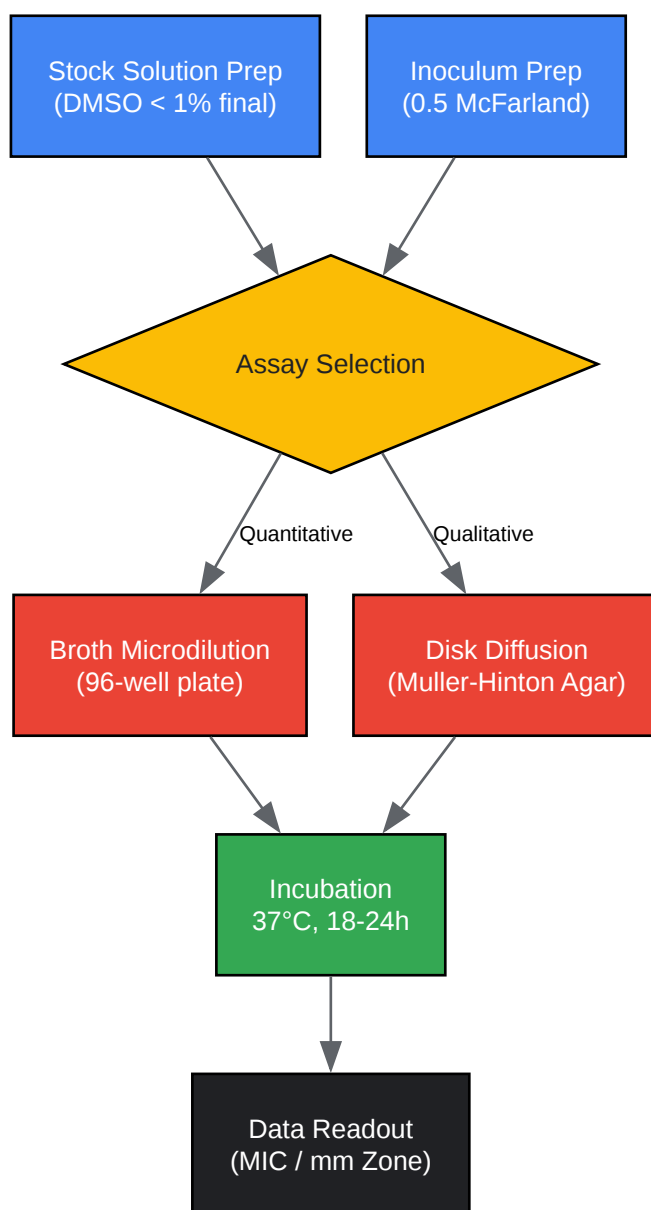 Stock Solution Prep
(DMSO < 1% final)
Inoculum Prep
(0.5 McFarland)
Assay Selection
Quantitative
Qualitative
Broth Microdilution
(96-well plate)
Disk Diffusion
(Muller-Hinton Agar)
Incubation
37°C, 18-24h
Data Readout
(MIC / mm Zone)